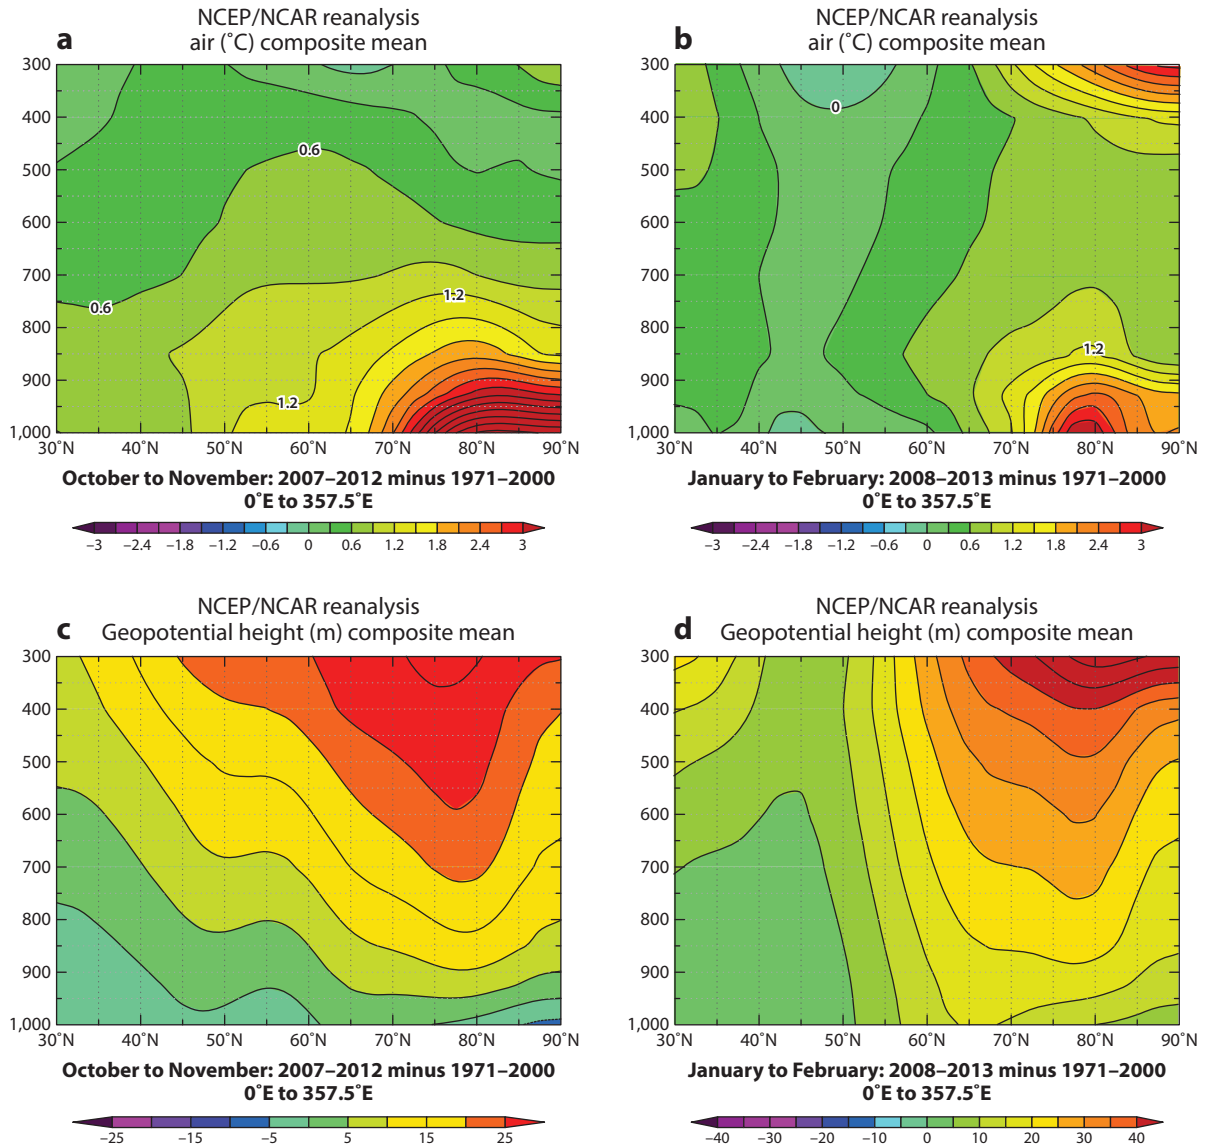 NCEP/NCAR reanalysis
a air (˚C) composite mean
300
400
500
600
700
800
900
1,000
0.6
0.6
1.2
1.2
30˚N 40˚N 50˚N 60˚N 70˚N 80˚N 90˚N
October to November: 2007–2012 minus 1971–2000
0˚E to 357.5˚E
–3 –2.4 –1.8 –1.2 –0.6 0 0.6 1.2 1.8 2.4 3
NCEP/NCAR reanalysis
b air (˚C) composite mean
300
400
500
600
700
800
900
1,000
0
1.2
30˚N 40˚N 50˚N 60˚N 70˚N 80˚N 90˚N
January to February: 2008–2013 minus 1971–2000
0˚E to 357.5˚E
–3 –2.4 –1.8 –1.2 –0.6 0 0.6 1.2 1.8 2.4 3
NCEP/NCAR reanalysis
c Geopotential height (m) composite mean
300
400
500
600
700
800
900
1,000
30˚N 40˚N 50˚N 60˚N 70˚N 80˚N 90˚N
October to November: 2007–2012 minus 1971–2000
0˚E to 357.5˚E
–25 –15 –5 5 15 25
NCEP/NCAR reanalysis
d Geopotential height (m) composite mean
300
400
500
600
700
800
900
1,000
30˚N 40˚N 50˚N 60˚N 70˚N 80˚N 90˚N
January to February: 2008–2013 minus 1971–2000
0˚E to 357.5˚E
–40 –30 –20 –10 0 10 20 30 40